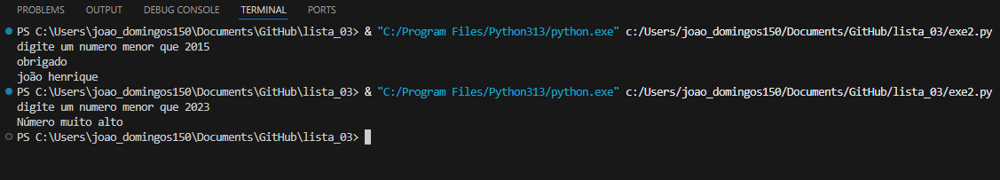 PROBLEMS OUTPUT DEBUG CONSOLE TERMINAL PORTS
PS C:\Users\joao_domingos150\Documents\GitHub\lista_03> & "C:/Program Files/Python313/python.exe" c:/Users/joao_domingos150/Documents/GitHub/lista_03/exe2.py
digite um numero menor que 2015
obrigado
joão henrique
PS C:\Users\joao_domingos150\Documents\GitHub\lista_03> & "C:/Program Files/Python313/python.exe" c:/Users/joao_domingos150/Documents/GitHub/lista_03/exe2.py
digite um numero menor que 2023
Número muito alto
PS C:\Users\joao_domingos150\Documents\GitHub\lista_03>